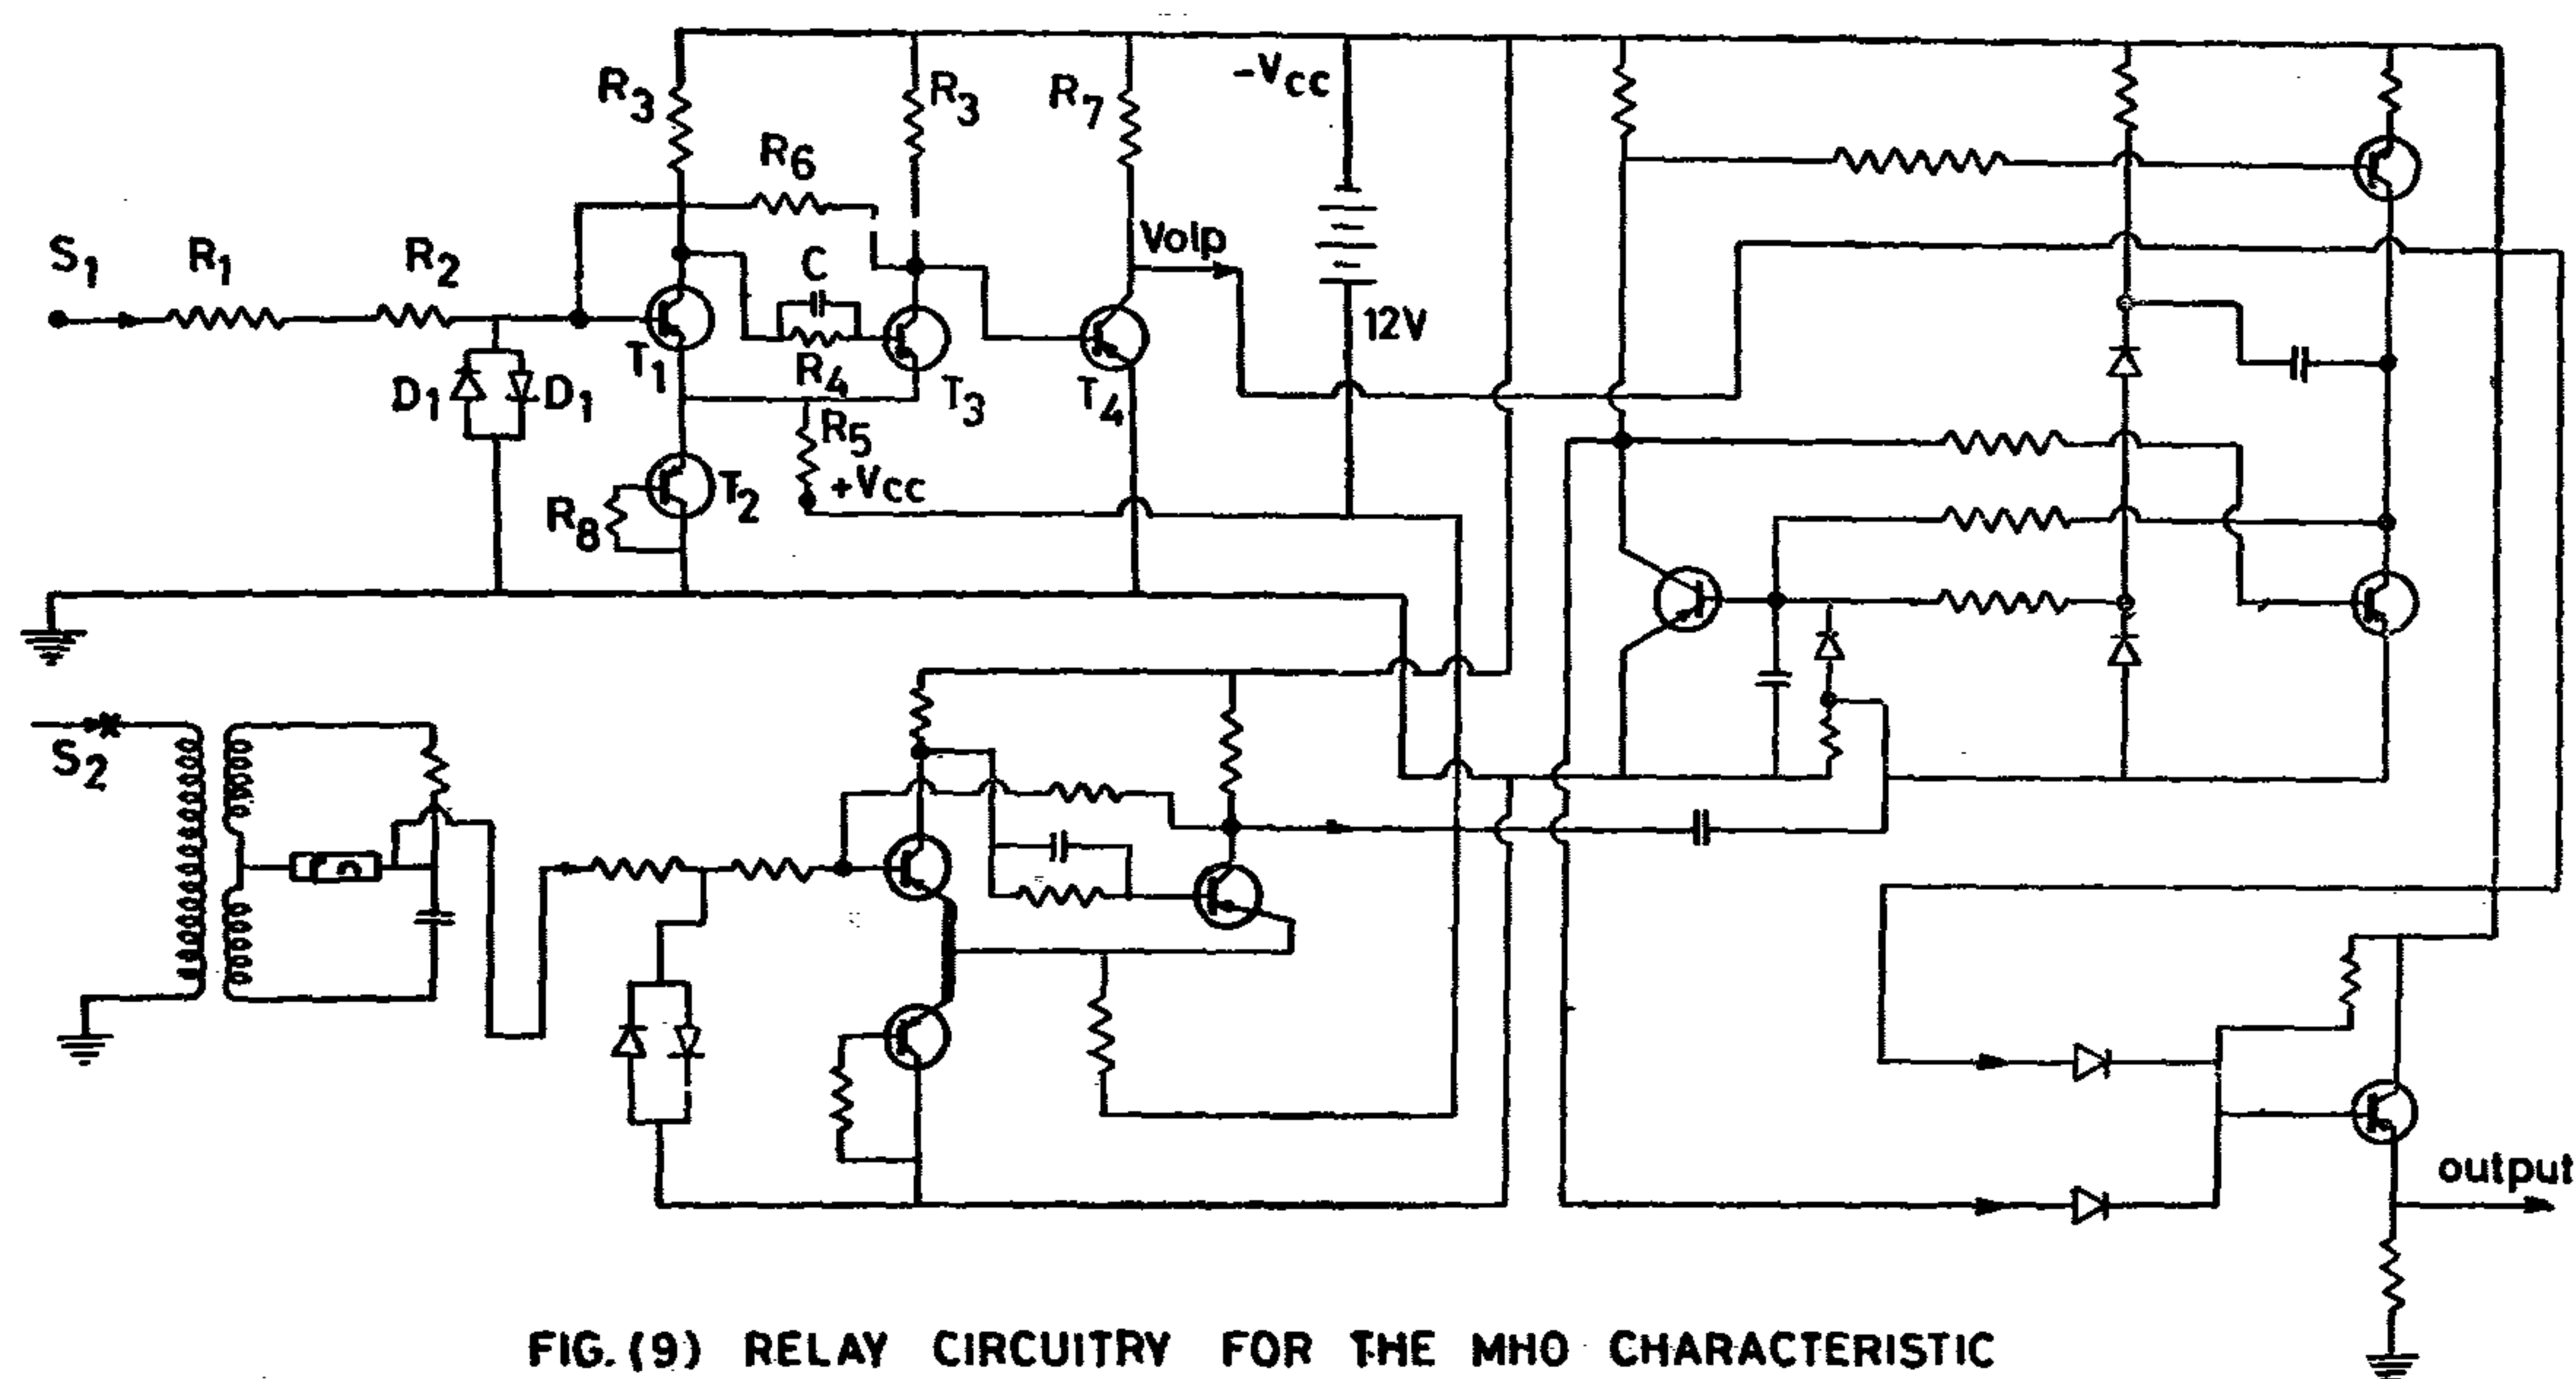 R3
R3
R7
-Vcc
R6
S1
R1
R2
C
Volp
12V
D1
D1
T1
R4
T3
T4
R5
+Vcc
T2
R8
S2
output
FIG. (9) RELAY CIRCUITRY FOR THE MHO CHARACTERISTIC